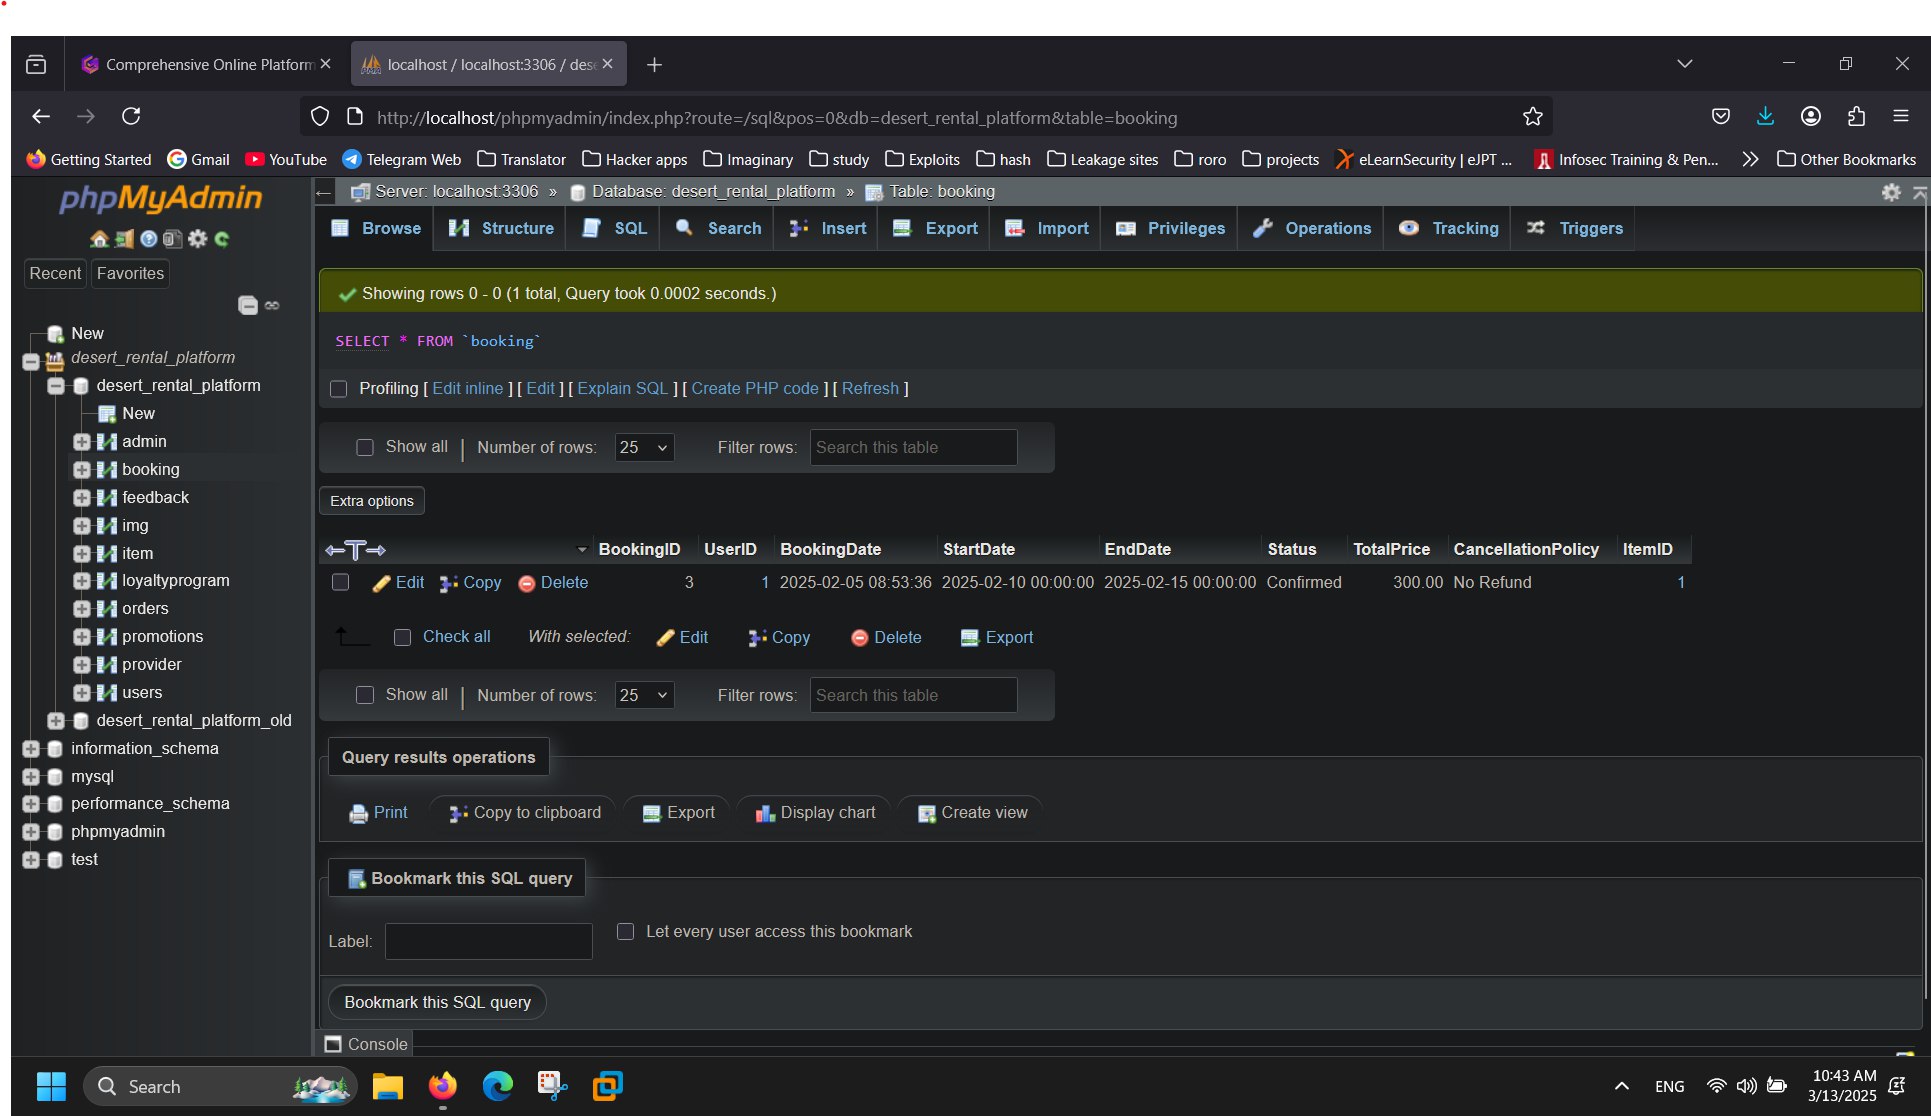 Comprehensive Online Platform
localhost / localhost:3306 / dese
http://localhost/phpmyadmin/index.php?route=/sql&pos=0&db=desert_rental_platform&table=booking
Getting Started Gmail YouTube Telegram Web Translator Hacker apps Imaginary study Exploits hash Leakage sites roro projects eLearnSecurity | eJPT ... Infosec Training & Pen... Other Bookmarks
phpMyAdmin
Recent Favorites
New
desert_rental_platform
desert_rental_platform
New
admin
booking
feedback
img
item
loyaltyprogram
orders
promotions
provider
users
desert_rental_platform_old
information_schema
mysql
performance_schema
phpmyadmin
test
Server: localhost:3306 » Database: desert_rental_platform » Table: booking
Browse Structure SQL Search Insert Export Import Privileges Operations Tracking Triggers
Showing rows 0 - 0 (1 total, Query took 0.0002 seconds.)
SELECT * FROM `booking`
Profiling [ Edit inline ] [ Edit ] [ Explain SQL ] [ Create PHP code ] [ Refresh ]
Show all | Number of rows: 25 Filter rows: Search this table
Extra options
BookingID UserID BookingDate StartDate EndDate Status TotalPrice CancellationPolicy ItemID
Edit Copy Delete 3 1 2025-02-05 08:53:36 2025-02-10 00:00:00 2025-02-15 00:00:00 Confirmed 300.00 No Refund 1
Check all With selected: Edit Copy Delete Export
Show all | Number of rows: 25 Filter rows: Search this table
Query results operations
Print Copy to clipboard Export Display chart Create view
Bookmark this SQL query
Label: Let every user access this bookmark
Bookmark this SQL query
Console
Search
ENG
10:43 AM
3/13/2025